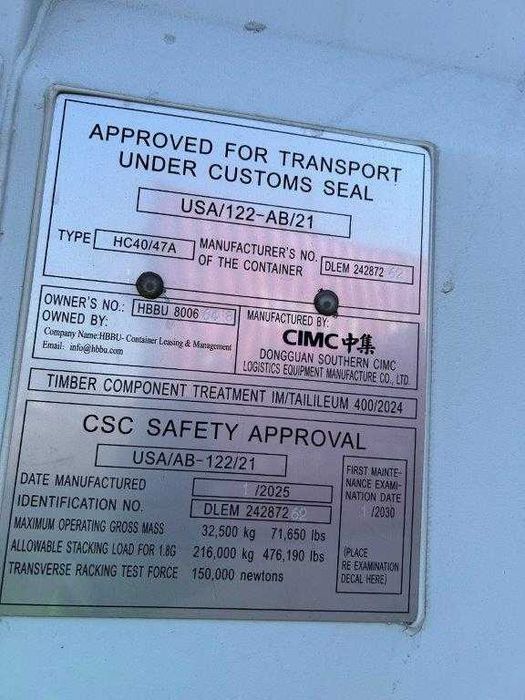 APPROVED FOR TRANSPORT
UNDER CUSTOMS SEAL
USA/122-AB/21
TYPE HC40/47A MANUFACTURER'S NO. OF THE CONTAINER DLEM 242872
OWNER'S NO.: HBBU 8006
OWNED BY:
Company Name:HBBU- Container Leasing & Management
Email: info@hbbu.com
MANUFACTURED BY:
CIMC 中集
DONGGUAN SOUTHERN CIMC
LOGISTICS EQUIPMENT MANUFACTURE CO., LTD.
TIMBER COMPONENT TREATMENT IM/TAILILEUM 400/2024
CSC SAFETY APPROVAL
USA/AB-122/21
DATE MANUFACTURED 1 /2025
IDENTIFICATION NO. DLEM 242872
MAXIMUM OPERATING GROSS MASS 32,500 kg 71,650 lbs
ALLOWABLE STACKING LOAD FOR 1.8G 216,000 kg 476,190 lbs
TRANSVERSE RACKING TEST FORCE 150,000 newtons
FIRST MAINTE-
NANCE EXAMI-
NATION DATE
1 /2030
(PLACE
RE EXAMINATION
DECAL HERE)